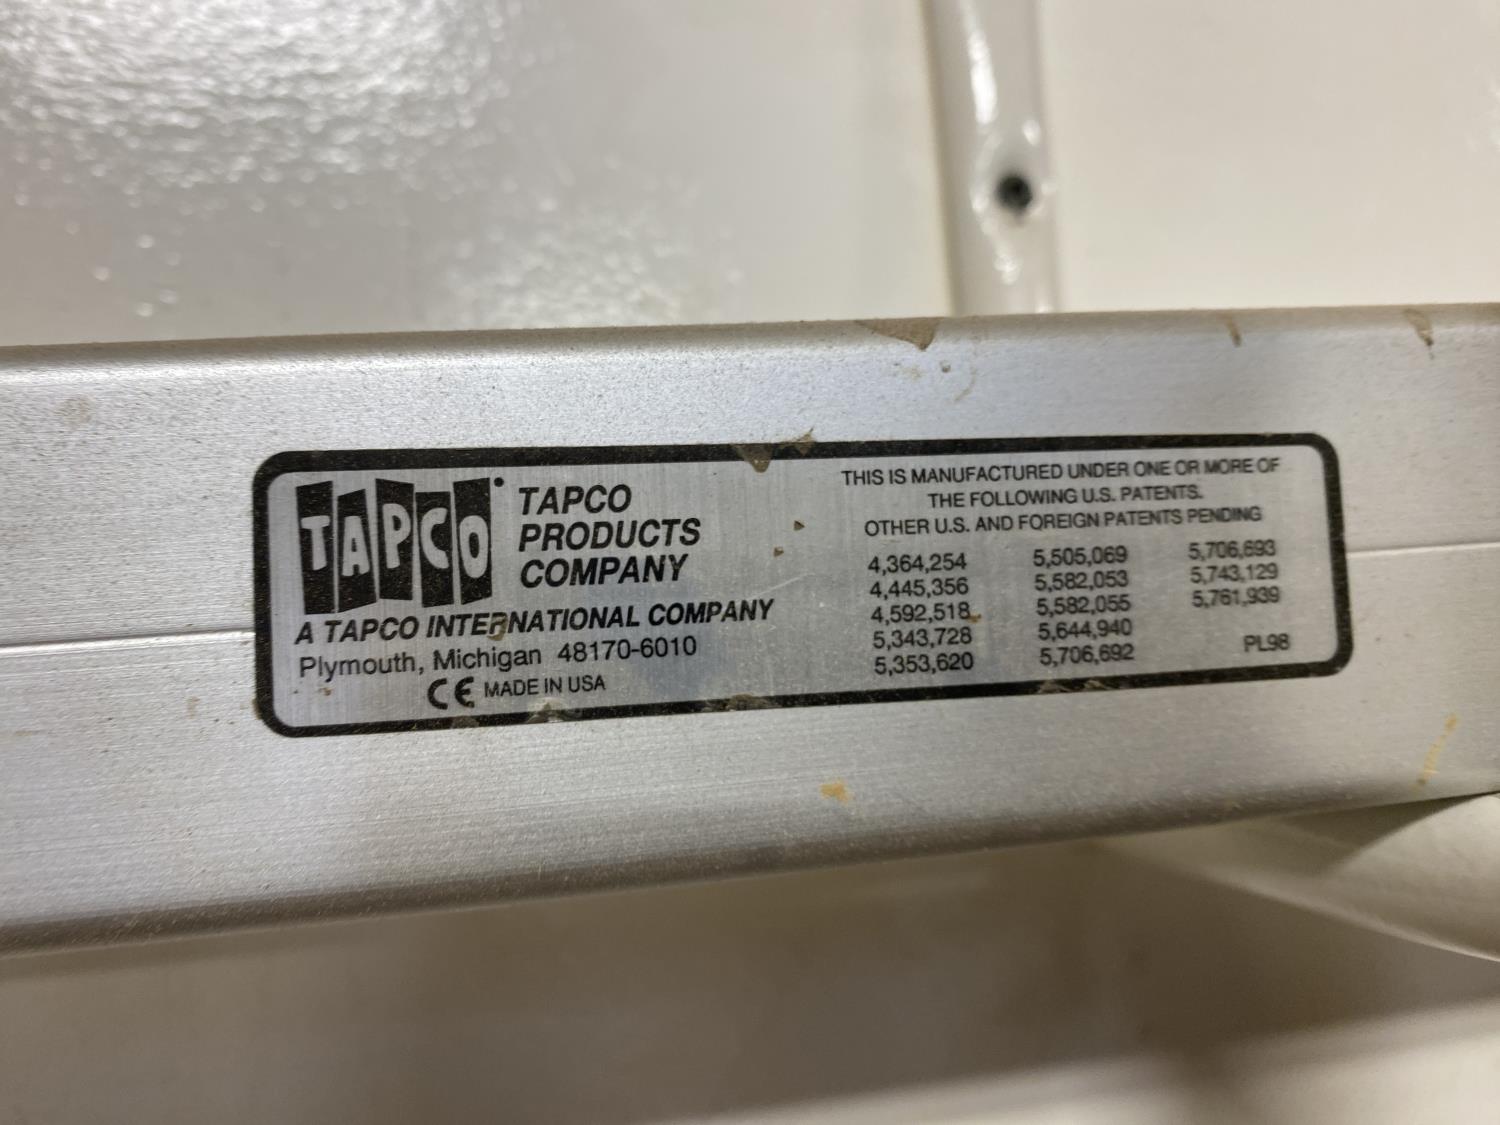 TAPCO
TAPCO
PRODUCTS
COMPANY
A TAPCO INTERNATIONAL COMPANY
Plymouth, Michigan 48170-6010
CE MADE IN USA
THIS IS MANUFACTURED UNDER ONE OR MORE OF
THE FOLLOWING U.S. PATENTS.
OTHER U.S. AND FOREIGN PATENTS PENDING
4,364,254 5,505,069 5,706,693
4,445,356 5,582,053 5,743,129
4,592,518 5,582,055 5,761,939
5,343,728 5,644,940
5,353,620 5,706,692 PL98